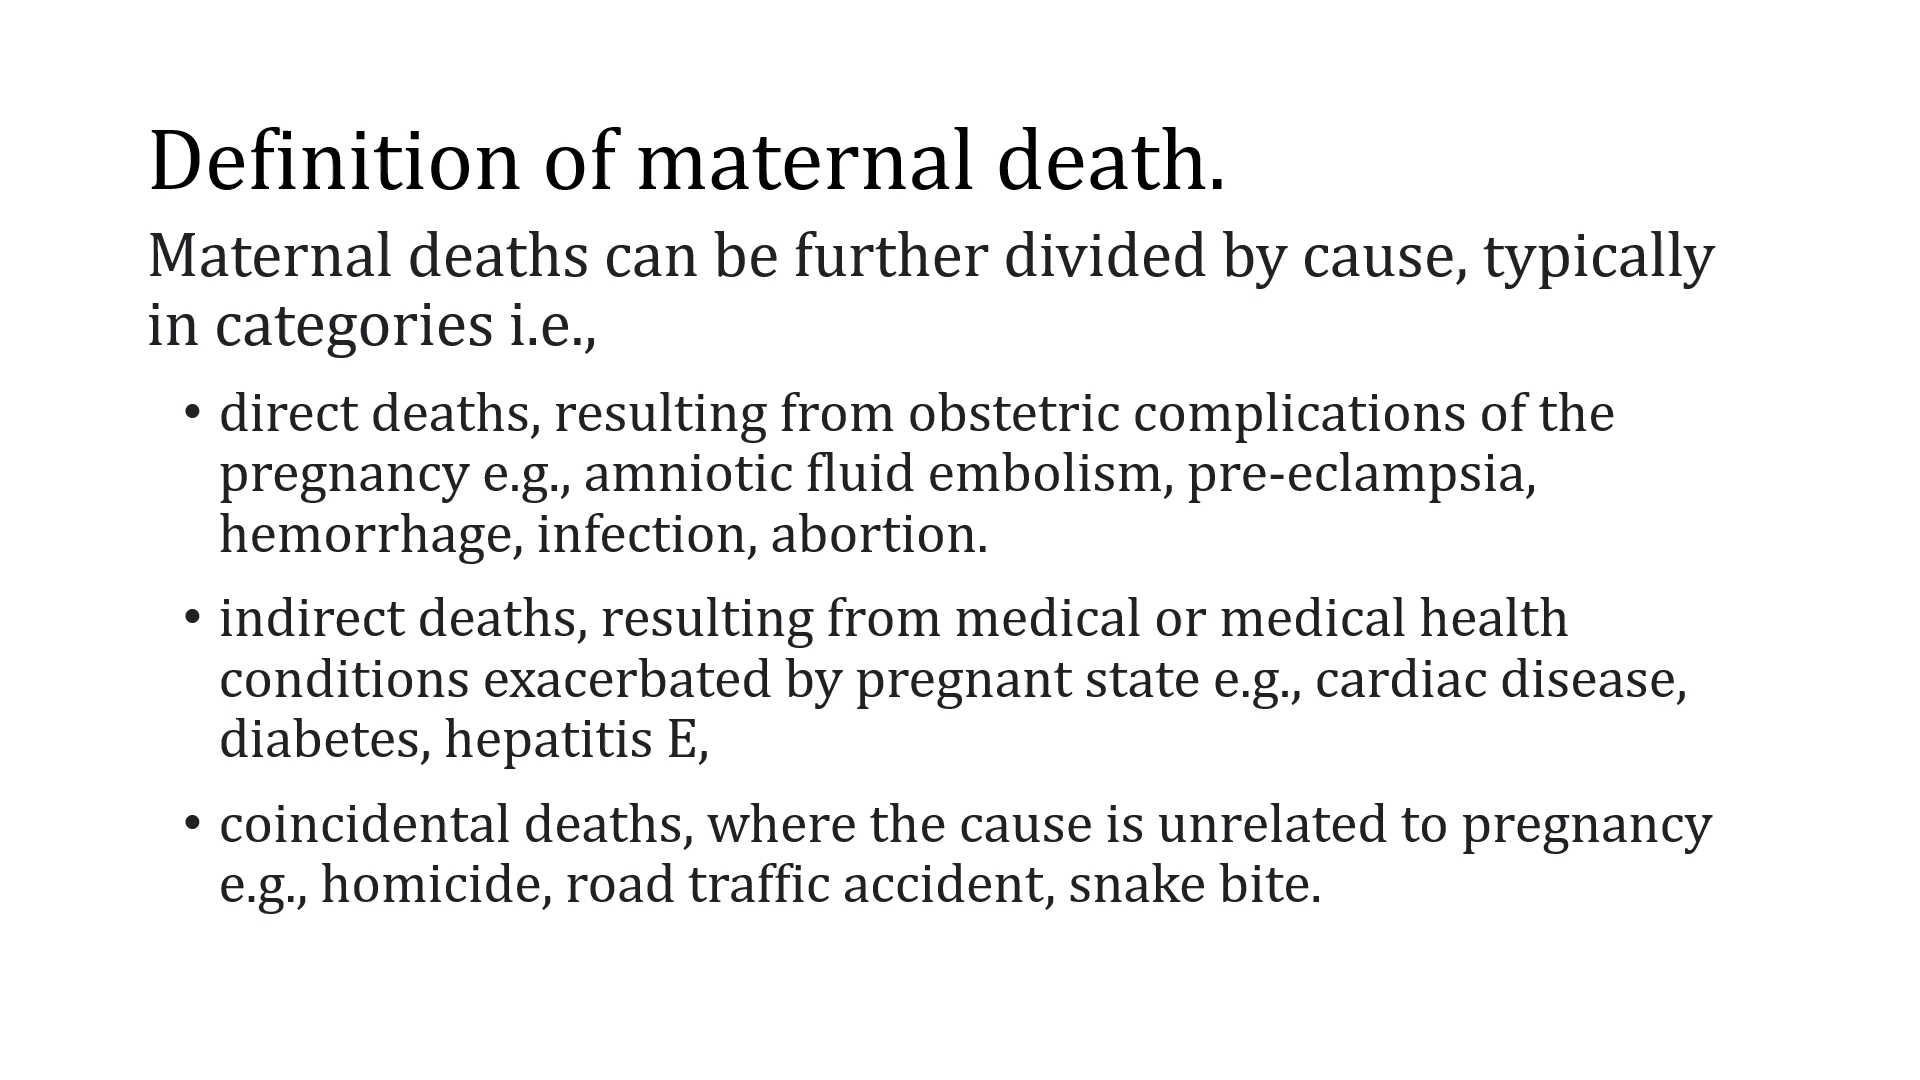 Definition of maternal death.
Maternal deaths can be further divided by cause, typically
in categories i.e.,
• direct deaths, resulting from obstetric complications of the
pregnancy e.g., amniotic fluid embolism, pre-eclampsia,
hemorrhage, infection, abortion.
• indirect deaths, resulting from medical or medical health
conditions exacerbated by pregnant state e.g., cardiac disease,
diabetes, hepatitis E,
• coincidental deaths, where the cause is unrelated to pregnancy
e.g., homicide, road traffic accident, snake bite.